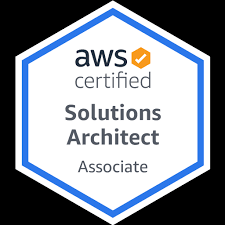 aws
certified
Solutions
Architect
Associate